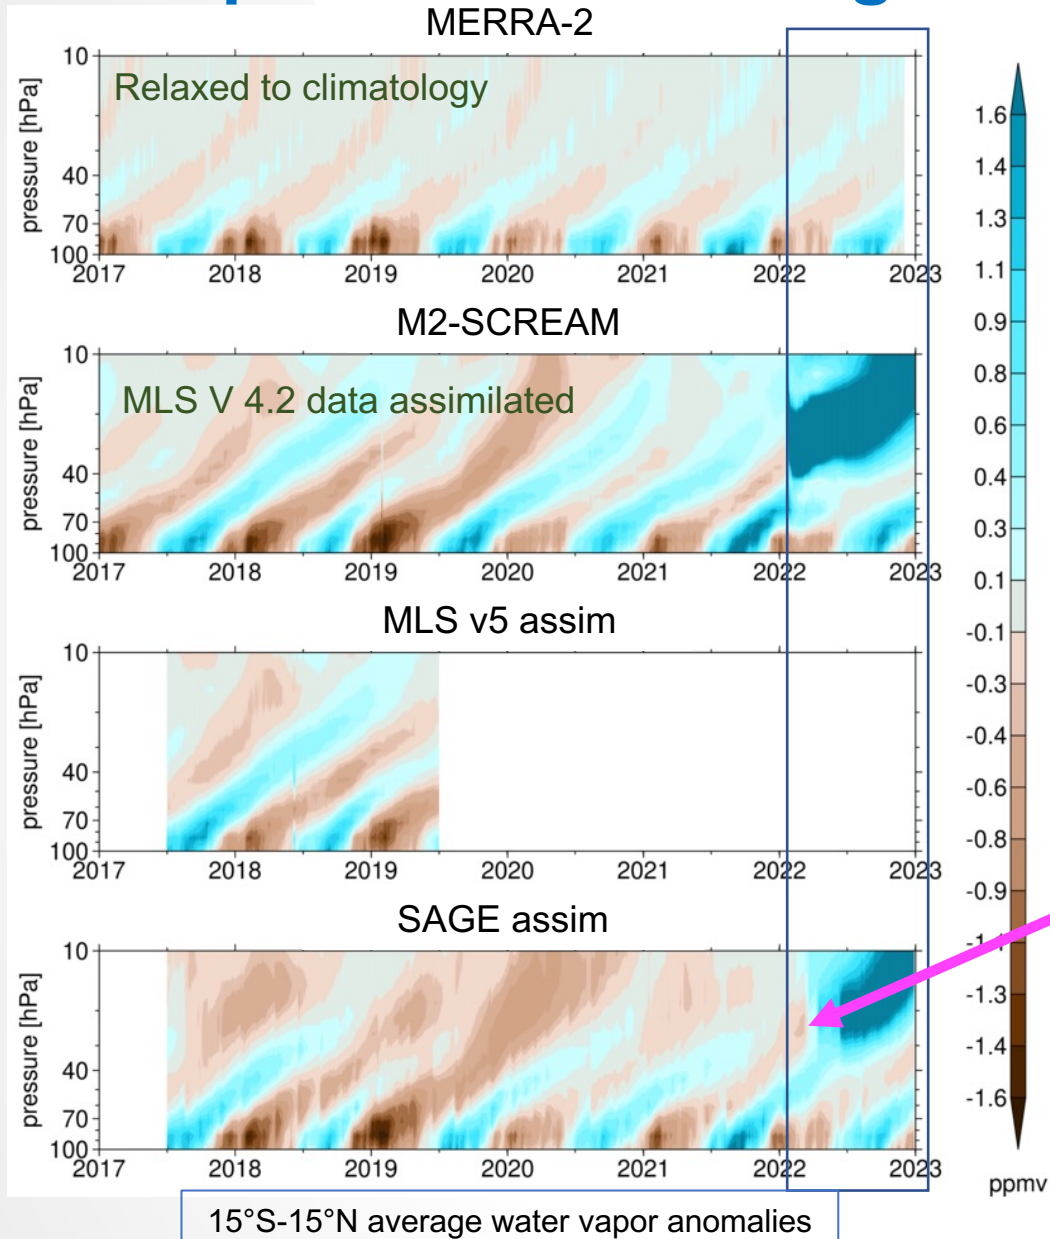 MERRA-2
10
40
70
100
pressure [hPa]
Relaxed to climatology
2017 2018 2019 2020 2021 2022 2023
M2-SCREAM
10
40
70
100
pressure [hPa]
MLS V 4.2 data assimilated
2017 2018 2019 2020 2021 2022 2023
MLS v5 assim
10
40
70
100
pressure [hPa]
2017 2018 2019 2020 2021 2022 2023
SAGE assim
10
40
70
100
pressure [hPa]
2017 2018 2019 2020 2021 2022 2023
15°S-15°N average water vapor anomalies
1.6
1.4
1.3
1.1
0.9
0.8
0.6
0.4
0.3
0.1
-0.1
-0.3
-0.4
-0.6
-0.8
-0.9
-1.3
-1.4
-1.6
ppmv